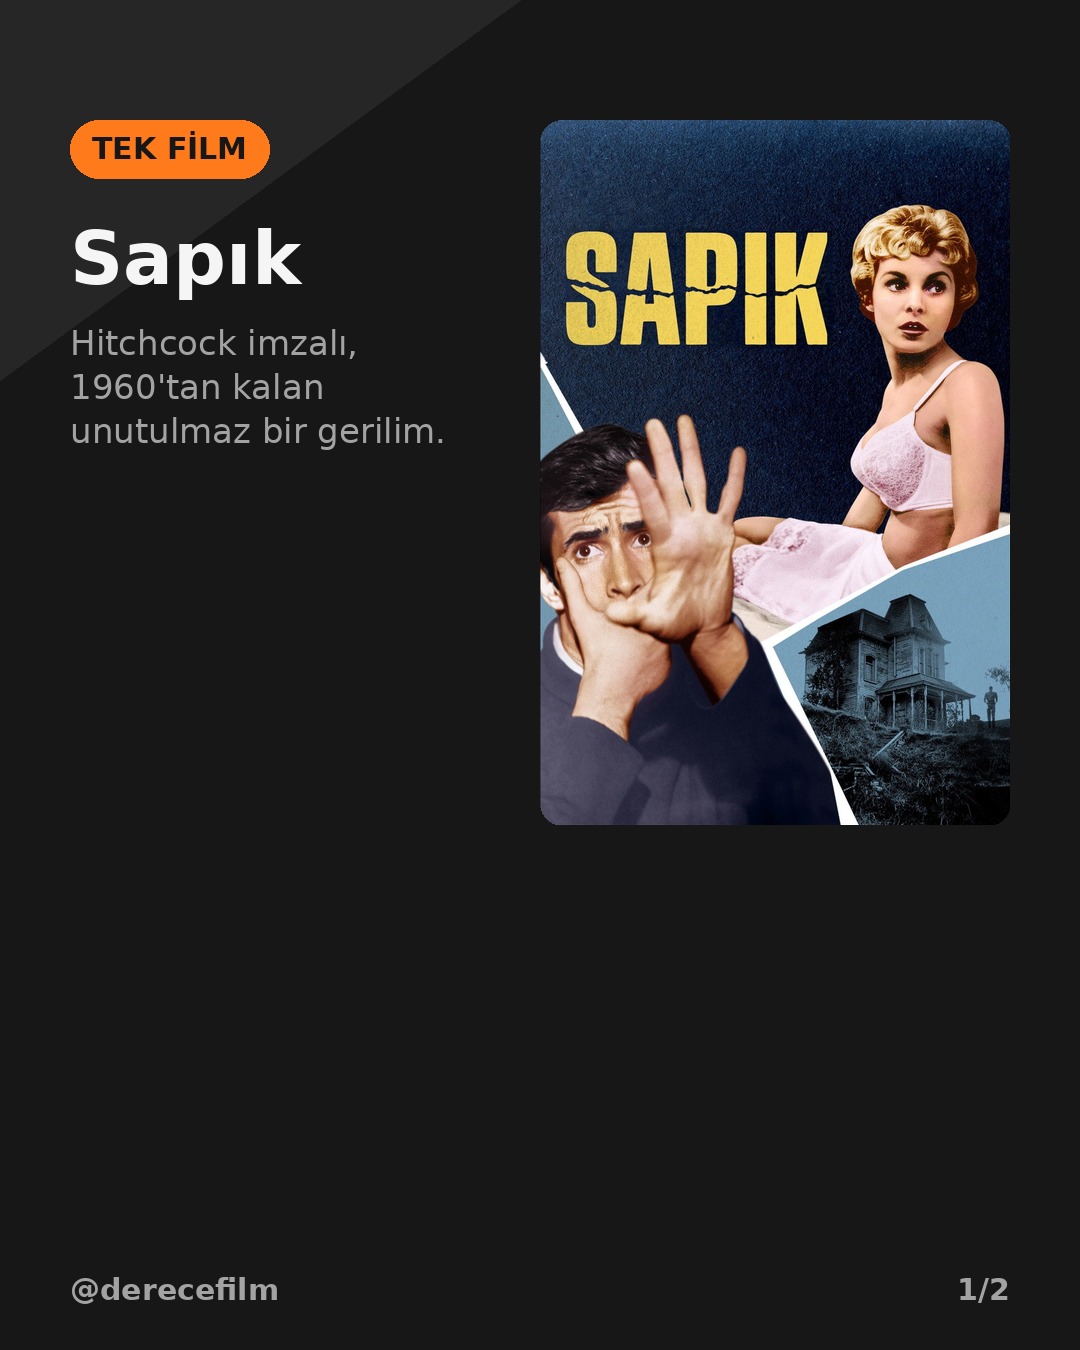 TEK FİLM
Sapık
Hitchcock imzalı,
1960'tan kalan
unutulmaz bir gerilim.
SAPIK
@derecefilm
1/2